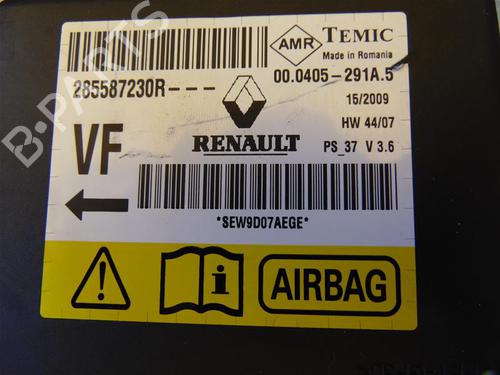 AMR TEMIC
Made in Romania
285587230R--- 00.0405-291A.5
15/2009
HW 44/07
VF RENAULT PS_37 V 3.6
*SEW9D07AEGE*
i AIRBAG
B-PARTS